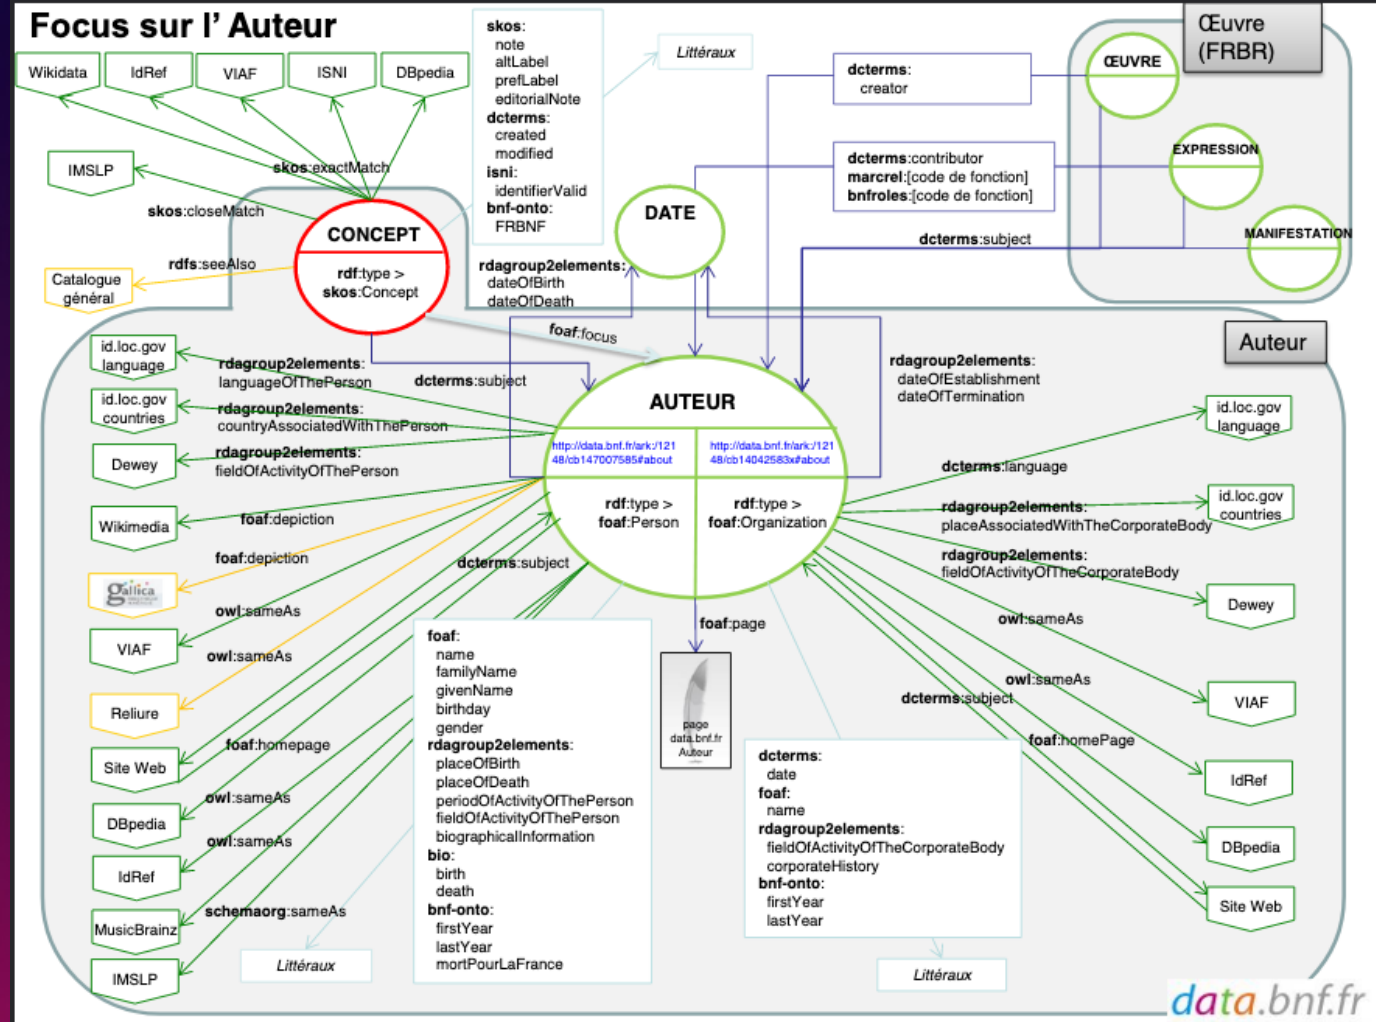 Focus sur l' Auteur
Wikidata
IdRef
VIAF
ISNI
DBpedia
IMSLP
skos:exactMatch
skos:closeMatch
rdfs:seeAlso
Catalogue
général
CONCEPT
rdf:type >
skos:Concept
skos:
note
altLabel
prefLabel
editorialNote
dcterms:
created
modified
isni:
identifierValid
bnf-onto:
FRBNF
Littéraux
DATE
rdagroup2elements:
dateOfBirth
dateOfDeath
dcterms:
creator
dcterms:contributor
marcrel:[code de fonction]
bnfroles:[code de fonction]
dcterms:subject
Œuvre
(FRBR)
ŒUVRE
EXPRESSION
MANIFESTATION
foaf:focus
dcterms:subject
Auteur
rdagroup2elements:
dateOfEstablishment
dateOfTermination
AUTEUR
http://data.bnf.fr/ark:/121
48/cb147007585#about
http://data.bnf.fr/ark:/121
48/cb14042583x#about
rdf:type >
foaf:Person
rdf:type >
foaf:Organization
id.loc.gov
language
rdagroup2elements:
languageOfThePerson
id.loc.gov
countries
rdagroup2elements:
countryAssociatedWithThePerson
Dewey
rdagroup2elements:
fieldOfActivityOfThePerson
Wikimedia
foaf:depiction
foaf:depiction
gallica
owl:sameAs
VIAF
owl:sameAs
Reliure
dcterms:subject
foaf:homepage
Site Web
owl:sameAs
DBpedia
owl:sameAs
IdRef
schemaorg:sameAs
MusicBrainz
IMSLP
Littéraux
foaf:
name
familyName
givenName
birthday
gender
rdagroup2elements:
placeOfBirth
placeOfDeath
periodOfActivityOfThePerson
fieldOfActivityOfThePerson
biographicalInformation
bio:
birth
death
bnf-onto:
firstYear
lastYear
mortPourLaFrance
foaf:page
page
data.bnf.fr
Auteur
dcterms:
date
foaf:
name
rdagroup2elements:
fieldOfActivityOfTheCorporateBody
corporateHistory
bnf-onto:
firstYear
lastYear
Littéraux
id.loc.gov
language
dcterms:language
id.loc.gov
countries
rdagroup2elements:
placeAssociatedWithTheCorporateBody
rdagroup2elements:
fieldOfActivityOfTheCorporateBody
Dewey
owl:sameAs
VIAF
owl:sameAs
dcterms:subject
foaf:homePage
IdRef
DBpedia
Site Web
data.bnf.fr